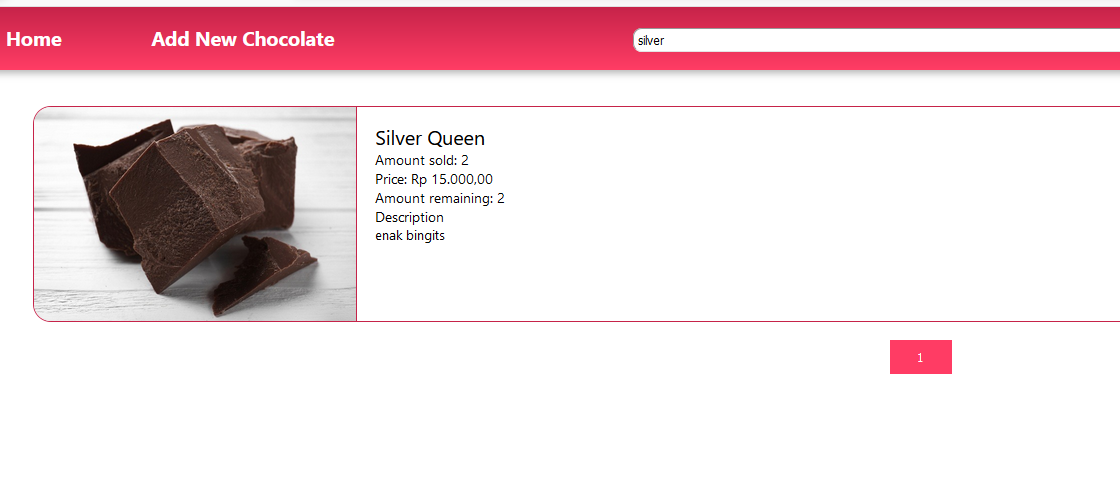 Home
Add New Chocolate
silver
Silver Queen
Amount sold: 2
Price: Rp 15.000,00
Amount remaining: 2
Description
enak bingits
1